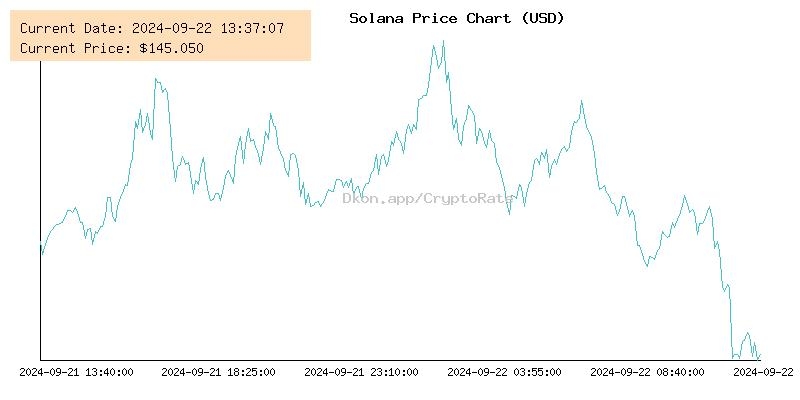 Solana Price Chart (USD)
Current Date: 2024-09-22 13:37:07
Current Price: $145.050
Dkon.app/CryptoRate
2024-09-21 13:40:00
2024-09-21 18:25:00
2024-09-21 23:10:00
2024-09-22 03:55:00
2024-09-22 08:40:00
2024-09-22